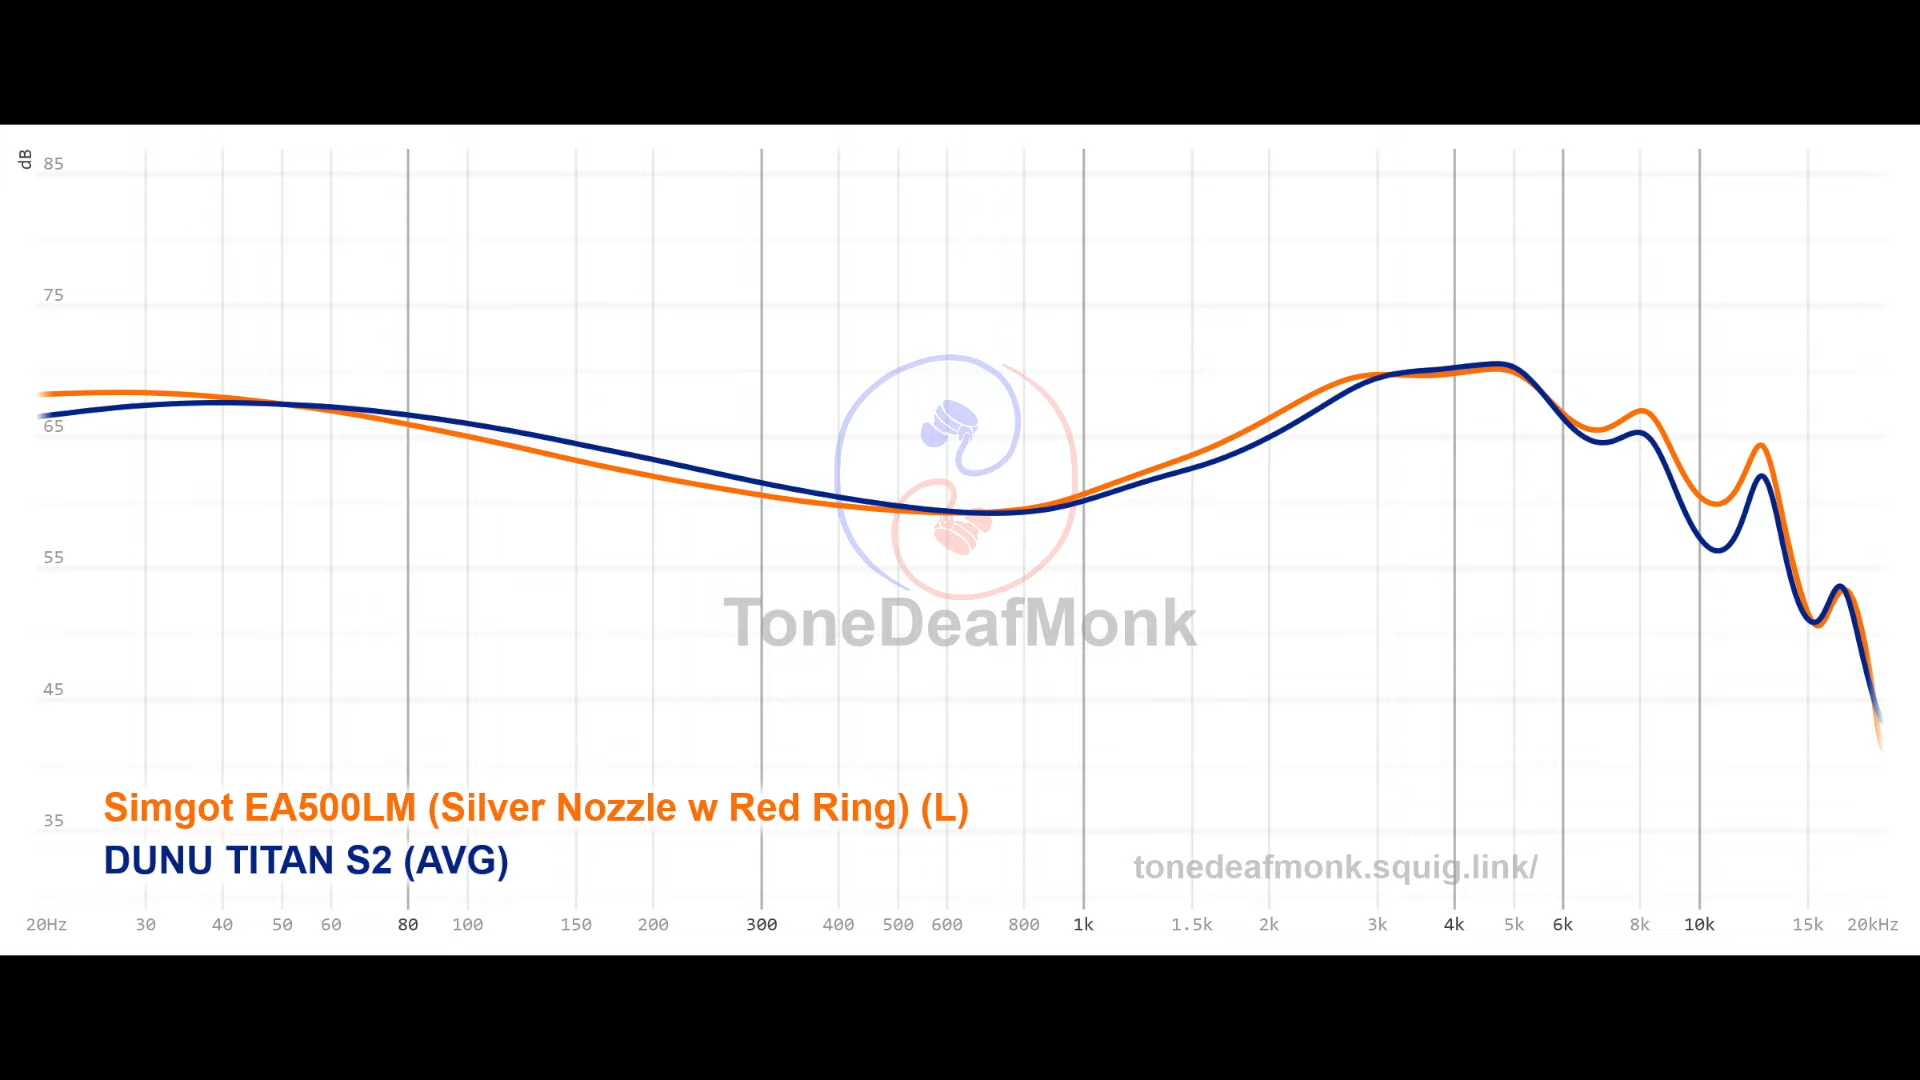 dB
85
75
65
55
45
35
ToneDeafMonk
Simgot EA500LM (Silver Nozzle w Red Ring) (L)
DUNU TITAN S2 (AVG)
tonedeafmonk.squig.link/
20Hz 30 40 50 60 80 100 150 200 300 400 500 600 800 1k 1.5k 2k 3k 4k 5k 6k 8k 10k 15k 20kHz